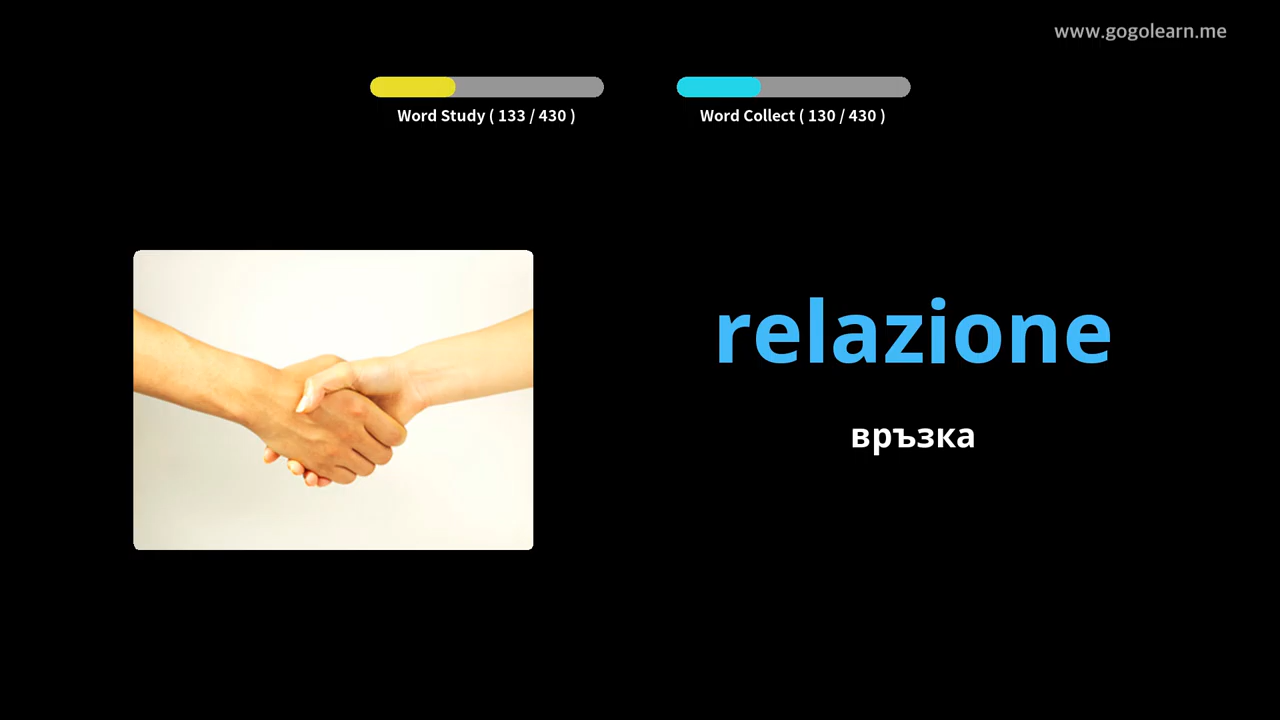 www.gogolearn.me
Word Study ( 133 / 430 )
Word Collect ( 130 / 430 )
relazione
връзка